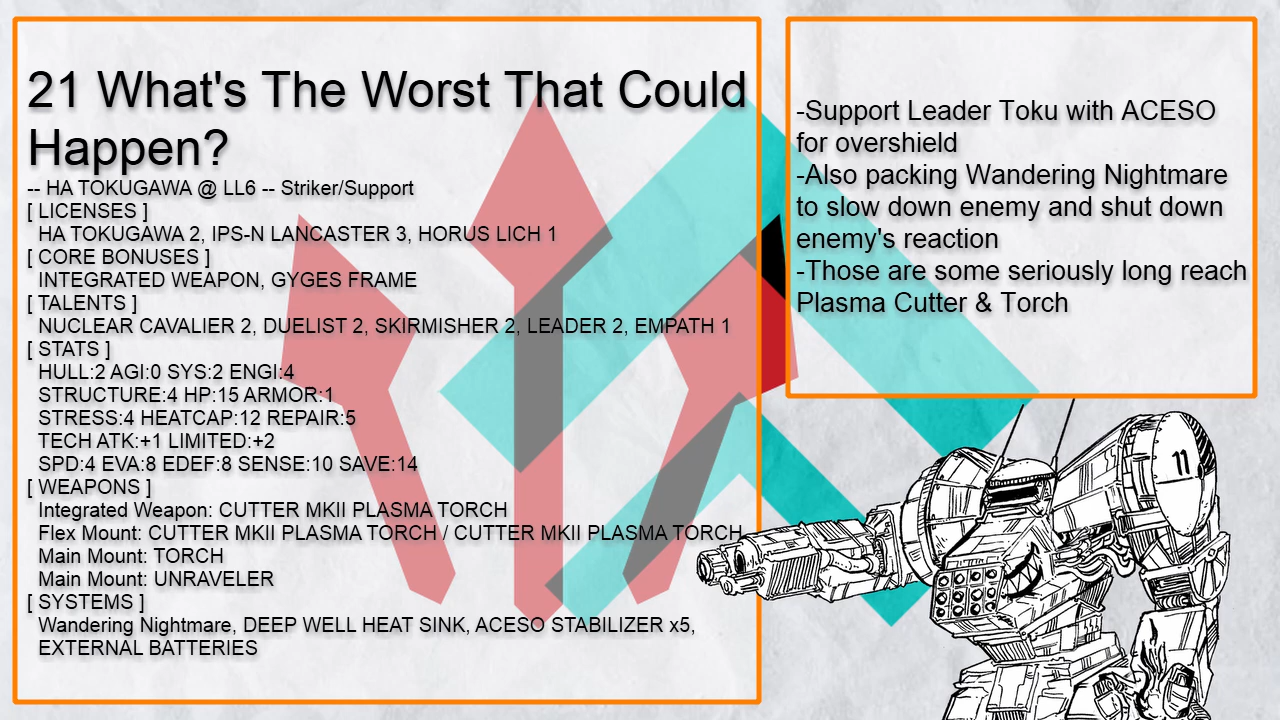 21 What's The Worst That Could
Happen?
-- HA TOKUGAWA @ LL6 -- Striker/Support
[ LICENSES ]
HA TOKUGAWA 2, IPS-N LANCASTER 3, HORUS LICH 1
[ CORE BONUSES ]
INTEGRATED WEAPON, GYGES FRAME
[ TALENTS ]
NUCLEAR CAVALIER 2, DUELIST 2, SKIRMISHER 2, LEADER 2, EMPATH 1
[ STATS ]
HULL:2 AGI:0 SYS:2 ENGI:4
STRUCTURE:4 HP:15 ARMOR:1
STRESS:4 HEATCAP:12 REPAIR:5
TECH ATK:+1 LIMITED:+2
SPD:4 EVA:8 EDEF:8 SENSE:10 SAVE:14
[ WEAPONS ]
Integrated Weapon: CUTTER MKII PLASMA TORCH
Flex Mount: CUTTER MKII PLASMA TORCH / CUTTER MKII PLASMA TORCH
Main Mount: TORCH
Main Mount: UNRAVELER
[ SYSTEMS ]
Wandering Nightmare, DEEP WELL HEAT SINK, ACESO STABILIZER x5,
EXTERNAL BATTERIES
-Support Leader Toku with ACESO
for overshield
-Also packing Wandering Nightmare
to slow down enemy and shut down
enemy's reaction
-Those are some seriously long reach
Plasma Cutter & Torch
11